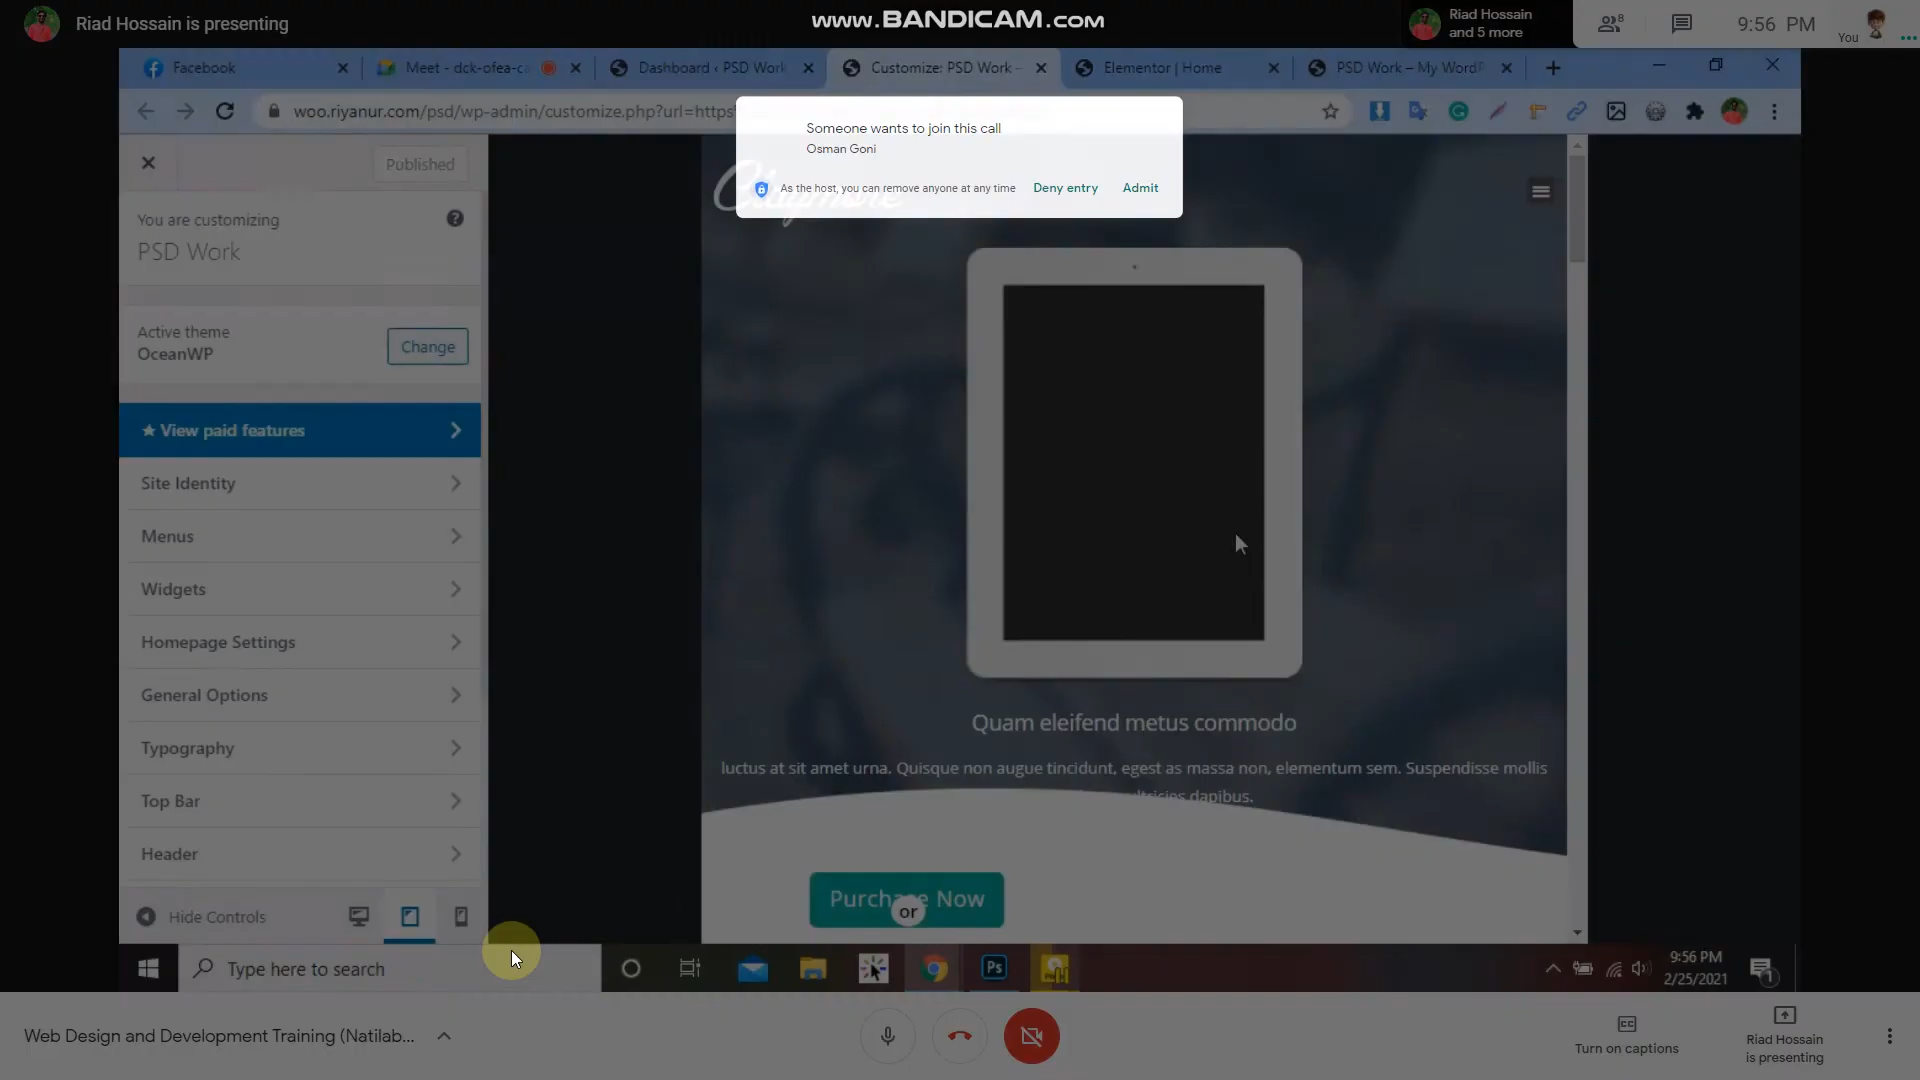 Riad Hossain is presenting
www.BANDICAM.com
Riad Hossain
and 5 more
8
9:56 PM
You
Facebook
Meet - dck-ofea-ca
Dashboard ‹ PSD Work
Customize: PSD Work -
Elementor | Home
PSD Work – My WordP
woo.riyanur.com/psd/wp-admin/customize.php?url=https
Someone wants to join this call
Osman Goni
As the host, you can remove anyone at any time
Deny entry
Admit
Published
You are customizing
PSD Work
Active theme
OceanWP
Change
View paid features
Site Identity
Menus
Widgets
Homepage Settings
General Options
Typography
Top Bar
Header
Hide Controls
Quam eleifend metus commodo
luctus at sit amet urna. Quisque non augue tincidunt, egest as massa non, elementum sem. Suspendisse mollis
dapibus.
Purchase Now
or
Type here to search
Ps
9:56 PM
2/25/2021
1
Web Design and Development Training (Natilab...
Turn on captions
Riad Hossain
is presenting